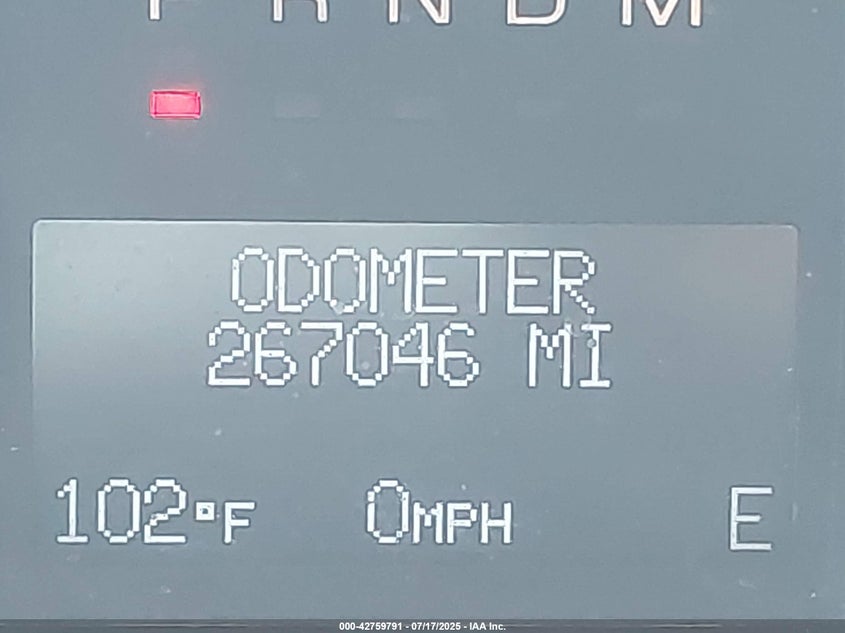 P R N D M
ODOMETER
267046 MI
102°F 0MPH E
000-42759791 - 07/17/2025 - IAA Inc.